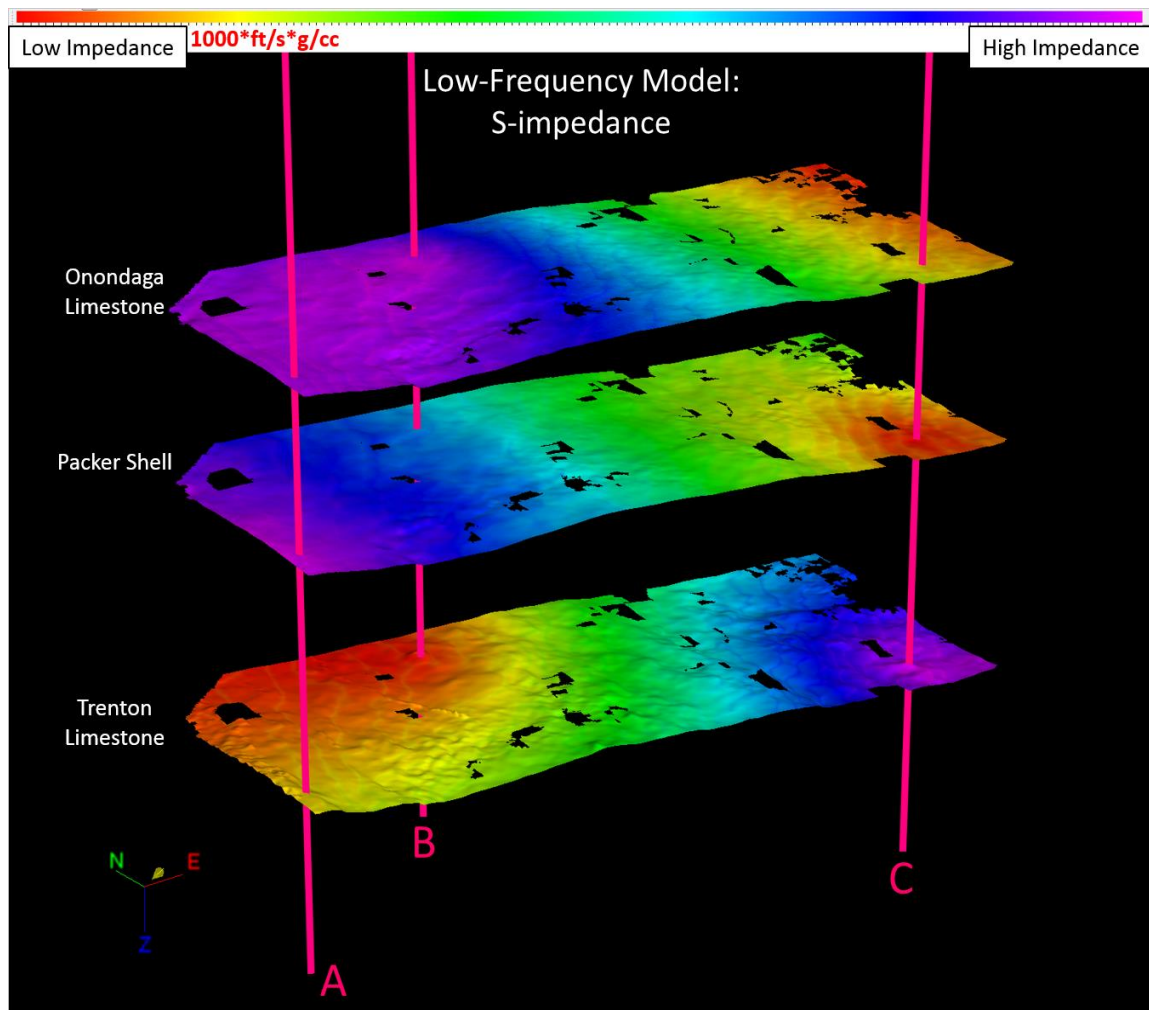 Low Impedance
1000*ft/s*g/cc
High Impedance
Low-Frequency Model:
S-impedance
Onondaga
Limestone
Packer Shell
Trenton
Limestone
B
C
N
E
Z
A